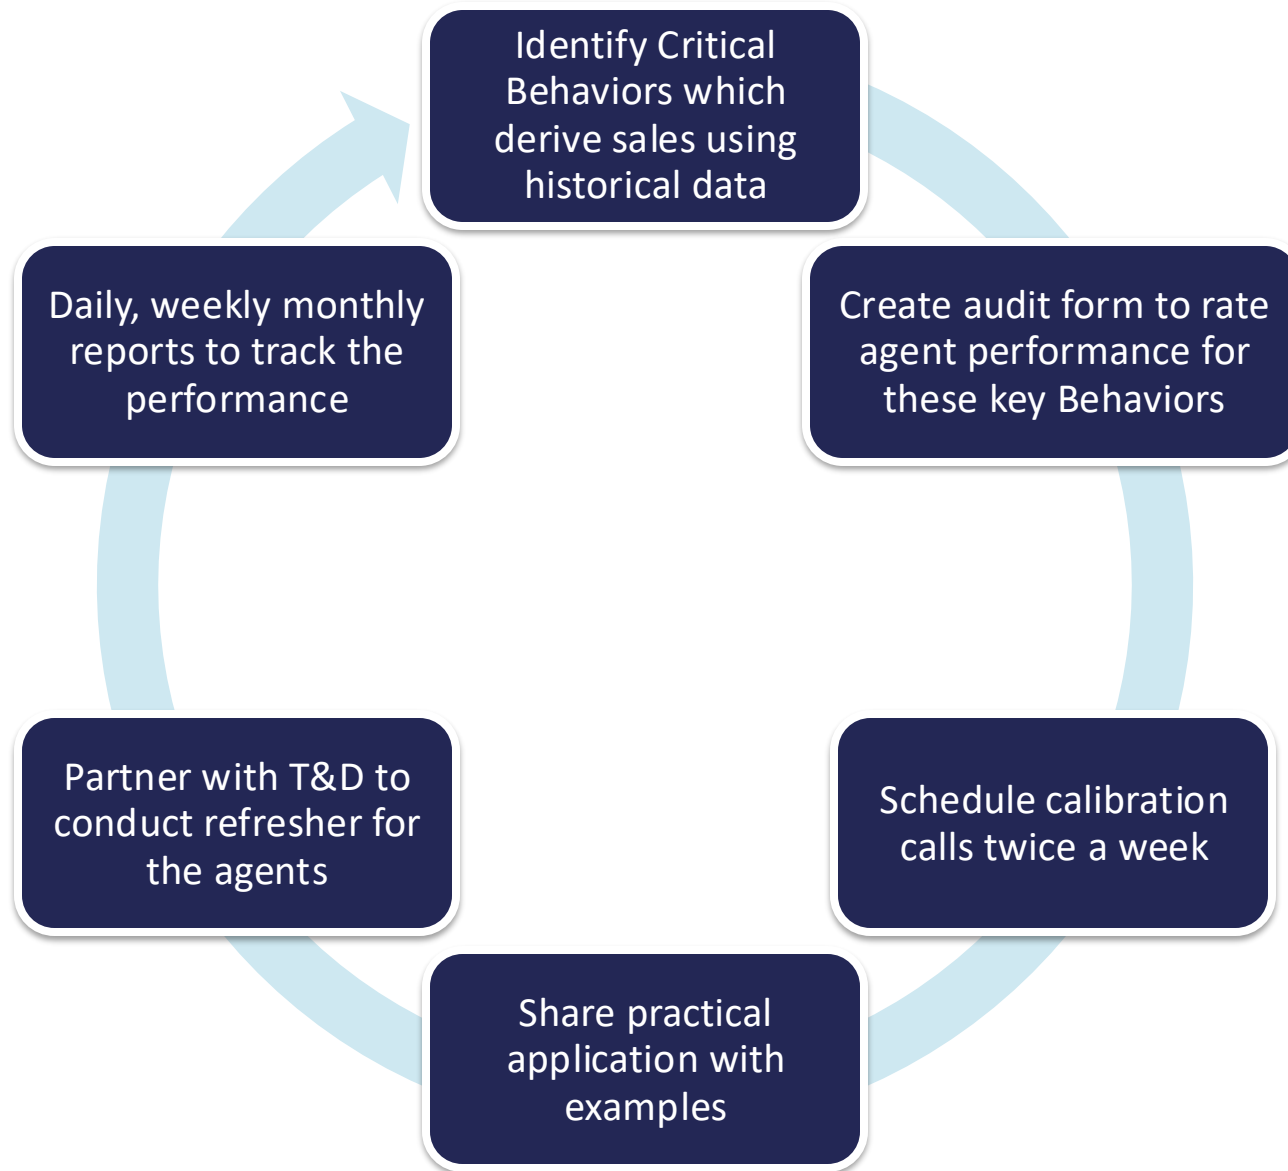 Identify Critical
Behaviors which
derive sales using
historical data
Create audit form to rate
agent performance for
these key Behaviors
Schedule calibration
calls twice a week
Share practical
application with
examples
Partner with T&D to
conduct refresher for
the agents
Daily, weekly monthly
reports to track the
performance